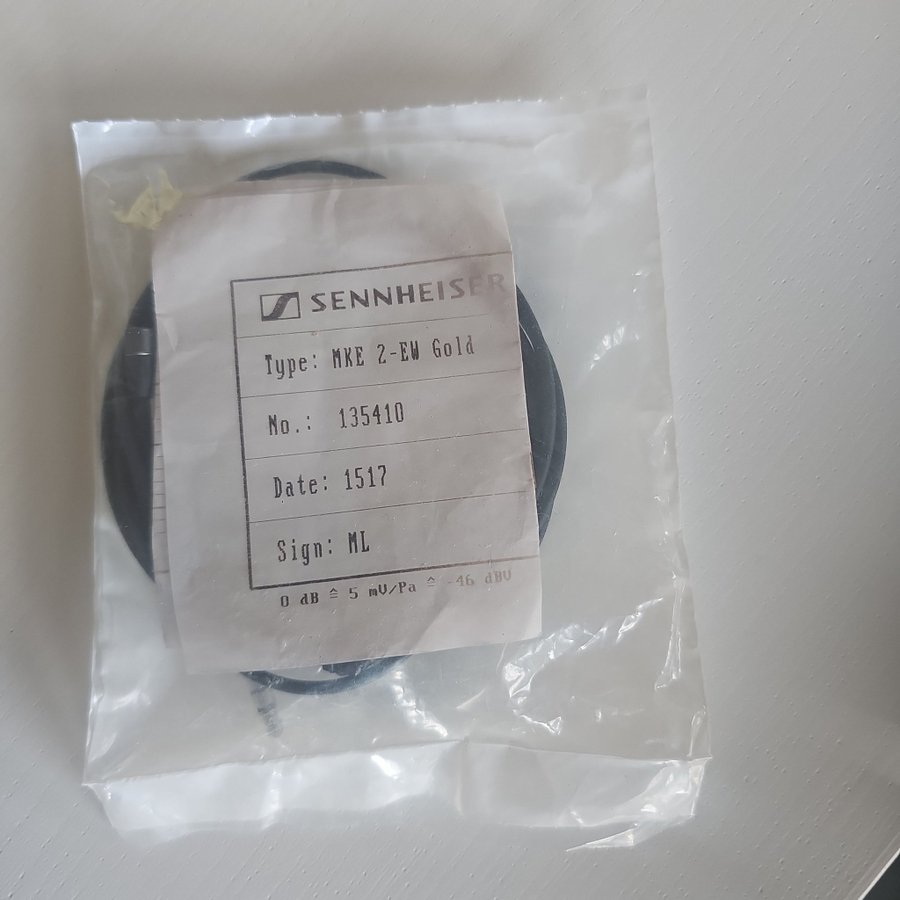 SENNHEISER
Type: MKE 2-EW Gold
No.: 135410
Date: 1517
Sign: ML
0 dB ≙ 5 mV/Pa ≙ -46 dBV